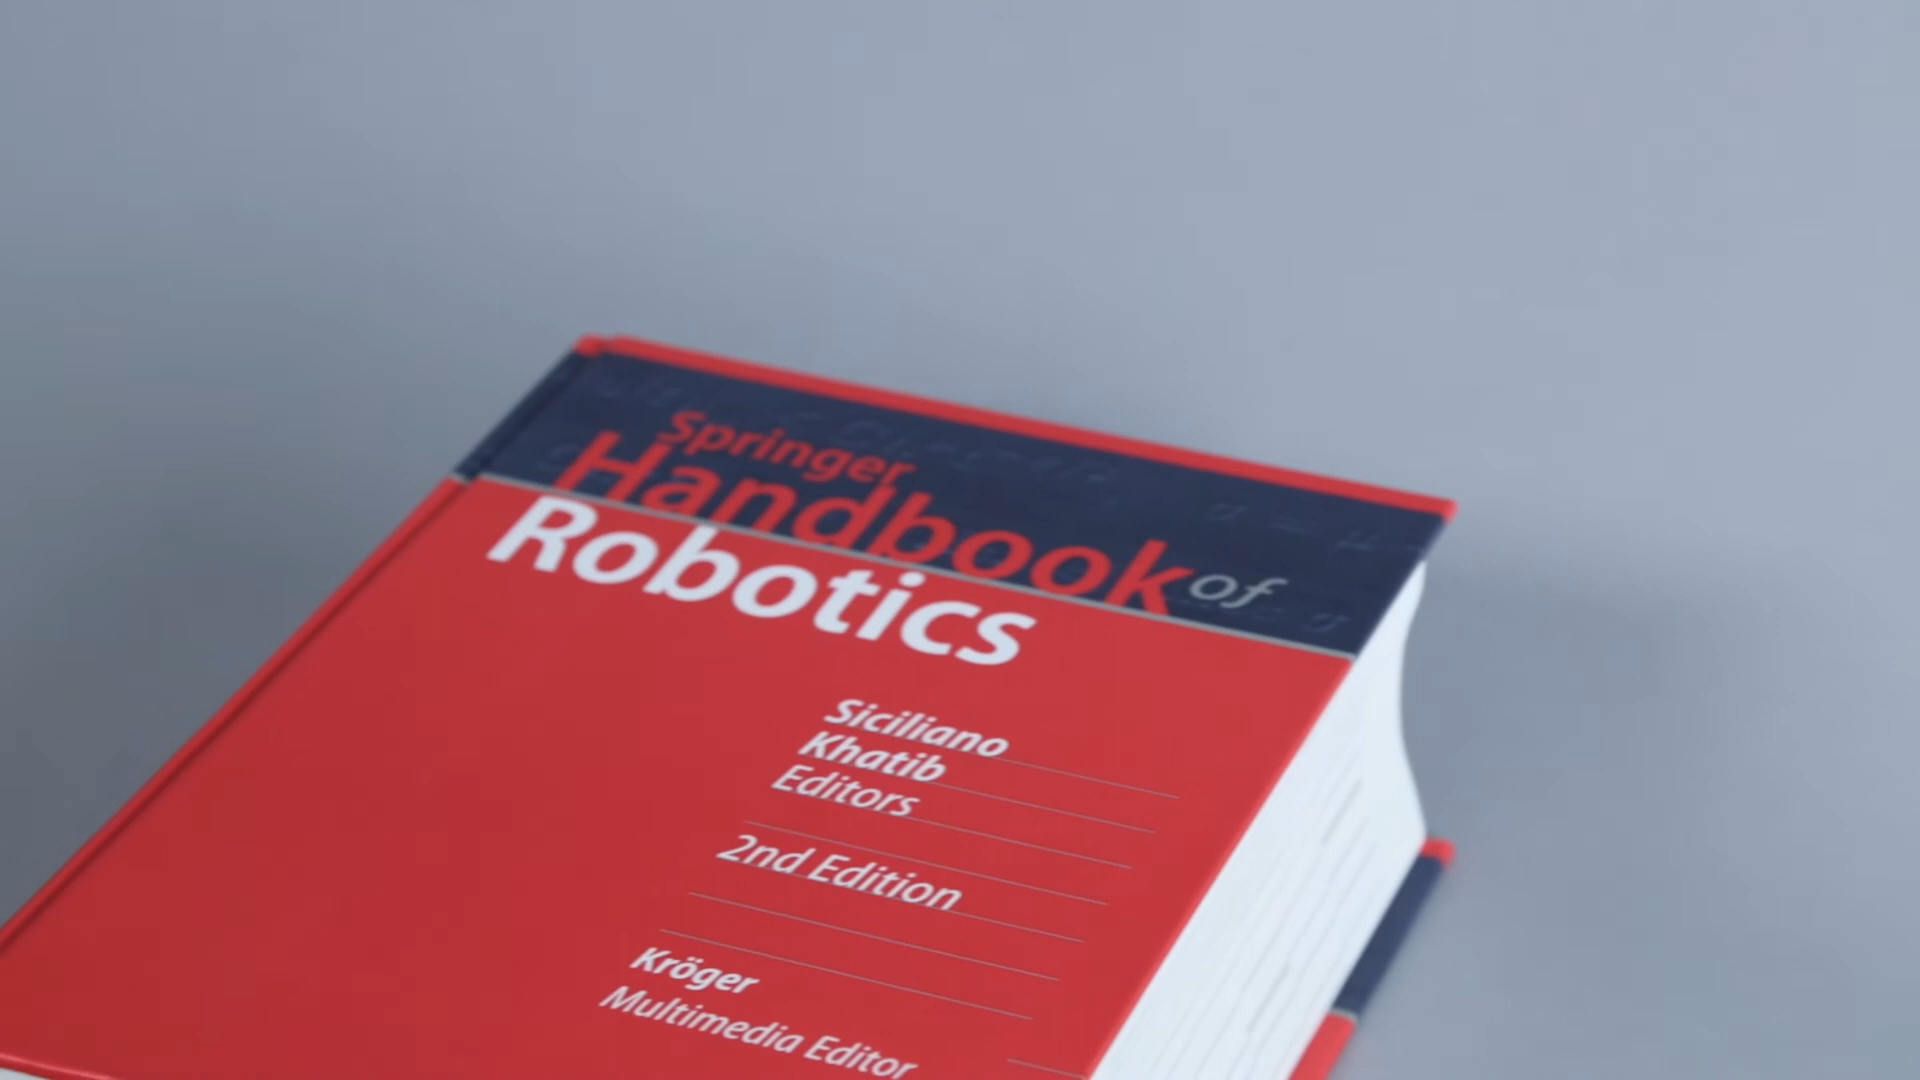 Springer
Handbook of
Robotics
Siciliano
Khatib
Editors
2nd Edition
Kröger
Multimedia Editor